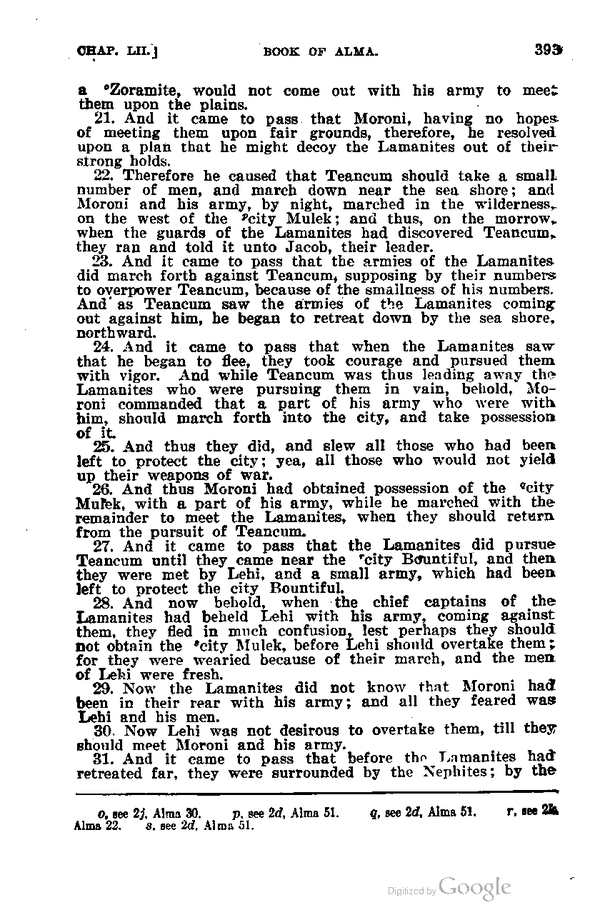 CHAP. LII.] BOOK OF ALMA. 393
a ᵒZoramite, would not come out with his army to meet
them upon the plains.
21. And it came to pass that Moroni, having no hopes
of meeting them upon fair grounds, therefore, he resolved
upon a plan that he might decoy the Lamanites out of their
strong holds.
22. Therefore he caused that Teancum should take a small
number of men, and march down near the sea shore; and
Moroni and his army, by night, marched in the wilderness,
on the west of the ᵖcity Mulek; and thus, on the morrow,
when the guards of the Lamanites had discovered Teancum,
they ran and told it unto Jacob, their leader.
23. And it came to pass that the armies of the Lamanites
did march forth against Teancum, supposing by their numbers
to overpower Teancum, because of the smallness of his numbers.
And as Teancum saw the armies of the Lamanites coming
out against him, he began to retreat down by the sea shore,
northward.
24. And it came to pass that when the Lamanites saw
that he began to flee, they took courage and pursued them
with vigor. And while Teancum was thus leading away the
Lamanites who were pursuing them in vain, behold, Mo-
roni commanded that a part of his army who were with
him, should march forth into the city, and take possession
of it.
25. And thus they did, and slew all those who had been
left to protect the city; yea, all those who would not yield
up their weapons of war.
26. And thus Moroni had obtained possession of the ᵠcity
Mulek, with a part of his army, while he marched with the
remainder to meet the Lamanites, when they should return
from the pursuit of Teancum.
27. And it came to pass that the Lamanites did pursue
Teancum until they came near the ʳcity Bountiful, and then
they were met by Lehi, and a small army, which had been
left to protect the city Bountiful.
28. And now behold, when the chief captains of the
Lamanites had beheld Lehi with his army, coming against
them, they fled in much confusion, lest perhaps they should
not obtain the ˢcity Mulek, before Lehi should overtake them;
for they were wearied because of their march, and the men
of Lehi were fresh.
29. Now the Lamanites did not know that Moroni had
been in their rear with his army; and all they feared was
Lehi and his men.
30. Now Lehi was not desirous to overtake them, till they
should meet Moroni and his army.
31. And it came to pass that before the Lamanites had
retreated far, they were surrounded by the Nephites; by the
o, see 2j, Alma 30. p, see 2d, Alma 51. q, see 2d, Alma 51. r, see
Alma 22. s, see 2d, Alma 51.
Digitized by Google